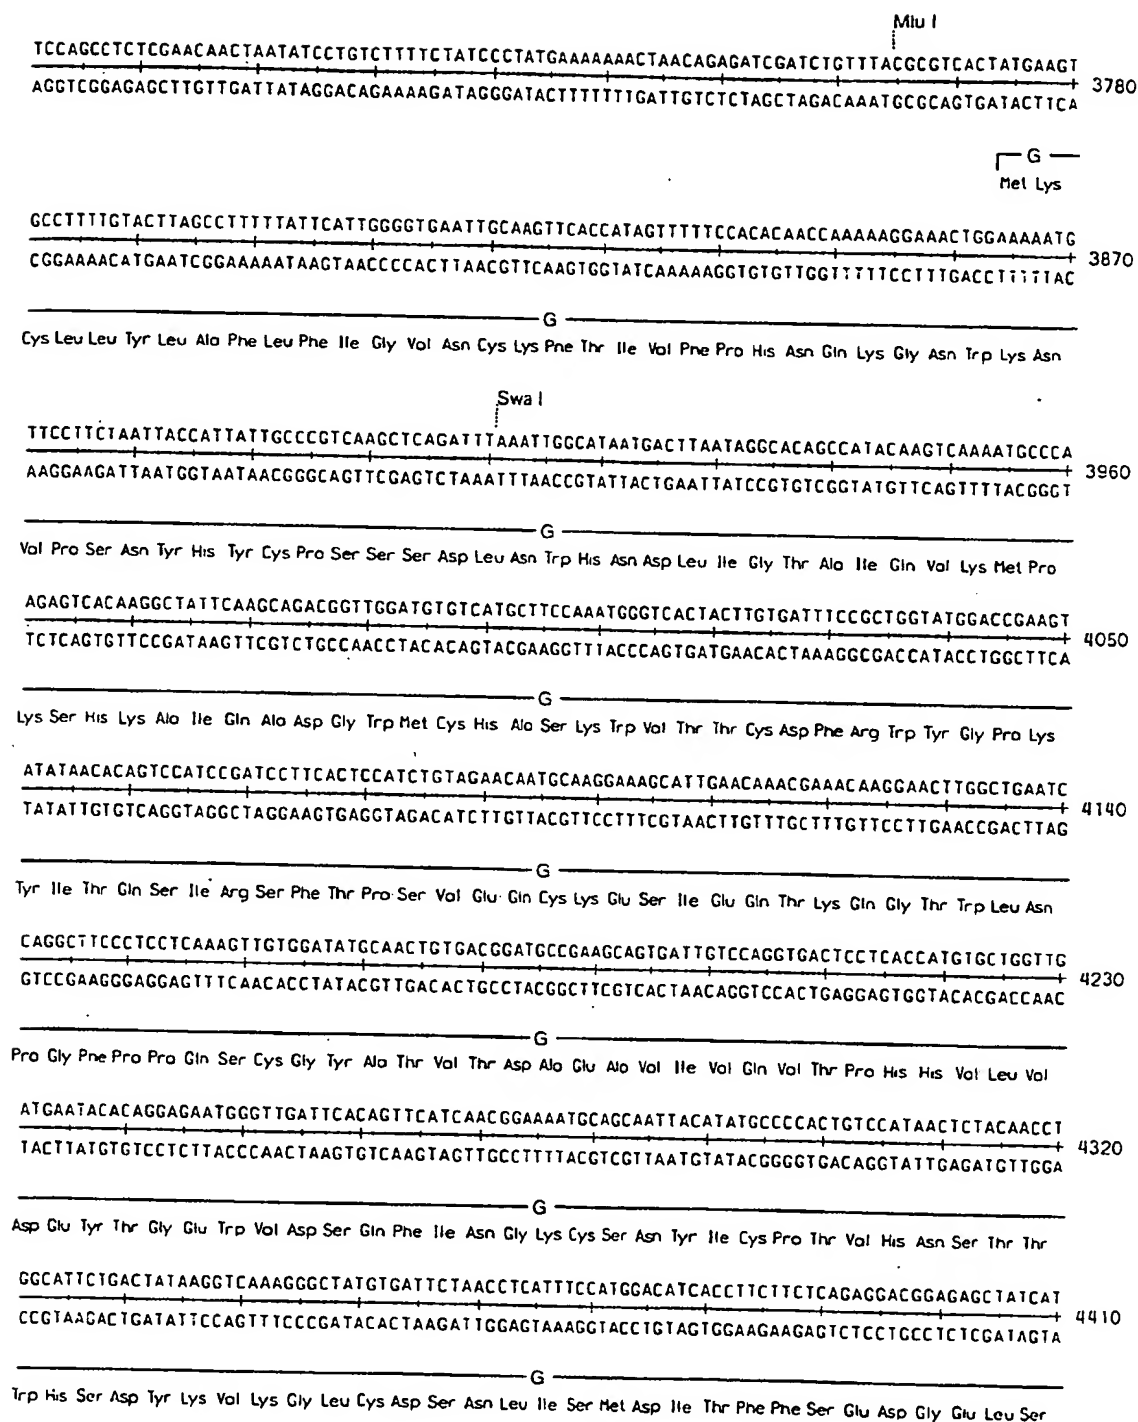 Mlu I
TCCAGCCTCTCGAACAACTAATATCCTGTCTTTTCTATCCCTATGAAAAAAACTAACAGAGATCGATCTGTTTACGCGTCACTATGAAGT
3780
AGGTCGGAGAGCTTGTTGATTATAGGACAGAAAAGATAGGGATACTTTTTTTGATTGTCTCTAGCTAGACAAATGCGCAGTGATACTTCA
G
Met Lys
GCCTTTTGTACTTAGCCTTTTTATTCATTGGGGTGAATTGCAAGTTCACCATAGTTTTTCCACACAACCAAAAAGGAAACTGGAAAAATG
3870
CGGAAAACATGAATCGGAAAAATAAGTAACCCCACTTAACGTTCAAGTGGTATCAAAAAGGTGTGTTGGTTTTTCCTTTGACCTTTTTAC
G
Cys Leu Leu Tyr Leu Ala Phe Leu Phe Ile Gly Val Asn Cys Lys Pne Thr Ile Val Phe Pro His Asn Gln Lys Gly Asn Trp Lys Asn
Swa I
TTCCTTCTAATTACCATTATTGCCCGTCAAGCTCAGATTTAAATTGGCATAATGACTTAATAGGCACAGCCATACAAGTCAAAATGCCCA
3960
AAGGAAGATTAATGGTAATAACGGGCAGTTCGAGTCTAAATTTAACCGTATTACTGAATTATCCGTGTCGGTATGTTCAGTTTTACGGGT
G
Val Pro Ser Asn Tyr His Tyr Cys Pro Ser Ser Ser Asp Leu Asn Trp His Asn Asp Leu Ile Gly Thr Ala Ile Gln Val Lys Met Pro
AGAGTCACAAGGCTATTCAAGCAGACGGTTGGATGTGTCATGCTTCCAAATGGGTCACTACTTGTGATTTCCGCTGGTATGGACCGAAGT
4050
TCTCAGTGTTCCGATAAGTTCGTCTGCCAACCTACACAGTACGAAGGTTTACCCAGTGATGAACACTAAAGGCGACCATACCTGGCTTCA
G
Lys Ser His Lys Ala Ile Gln Ala Asp Gly Trp Met Cys His Ala Ser Lys Trp Val Thr Thr Cys Asp Phe Arg Trp Tyr Gly Pro Lys
ATATAACACAGTCCATCCGATCCTTCACTCCATCTGTAGAACAATGCAAGGAAAGCATTGAACAAACGAAACAAGGAACTTGGCTGAATC
4140
TATATTGTGTCAGGTAGGCTAGGAAGTGAGGTAGACATCTTGTTACGTTCCTTTCGTAACTTGTTTGCTTTGTTCCTTGAACCGACTTAG
G
Tyr Ile Thr Gln Ser Ile Arg Ser Phe Thr Pro Ser Val Glu Gln Cys Lys Glu Ser Ile Glu Gln Thr Lys Gln Gly Thr Trp Leu Asn
CAGGCTTCCCTCCTCAAAGTTGTGGATATGCAACTGTGACGGATGCCGAAGCAGTGATTGTCCAGGTGACTCCTCACCATGTGCTGGTTG
4230
GTCCGAAGGGAGGAGTTTCAACACCTATACGTTGACACTGCCTACGGCTTCGTCACTAACAGGTCCACTGAGGAGTGGTACACGACCAAC
G
Pro Gly Pne Pro Pro Gln Ser Cys Gly Tyr Ala Thr Val Thr Asp Ala Glu Ala Val Ile Val Gln Val Thr Pro His His Val Leu Val
ATGAATACACAGGAGAATGGGTTGATTCACAGTTCATCAACGGAAAATGCAGCAATTACATATGCCCCACTGTCCATAACTCTACAACCT
4320
TACTTATGTGTCCTCTTACCCAACTAAGTGTCAAGTAGTTGCCTTTTACGTCGTTAATGTATACGGGGTGACAGGTATTGAGATGTTGGA
G
Asp Glu Tyr Thr Gly Glu Trp Val Asp Ser Gln Phe Ile Asn Gly Lys Cys Ser Asn Tyr Ile Cys Pro Thr Val His Asn Ser Thr Thr
GGCATTCTGACTATAAGGTCAAAGGGCTATGTGATTCTAACCTCATTTCCATGGACATCACCTTCTTCTCAGAGGACGGAGAGCTATCAT
4410
CCGTAAGACTGATATTCCAGTTTCCCGATACACTAAGATTGGAGTAAAGGTACCTGTAGTGGAAGAAGAGTCTCCTGCCTCTCGATAGTA
G
Trp His Ser Asp Tyr Lys Val Lys Gly Leu Cys Asp Ser Asn Leu Ile Ser Met Asp Ile Thr Phe Phe Ser Glu Asp Gly Glu Leu Ser